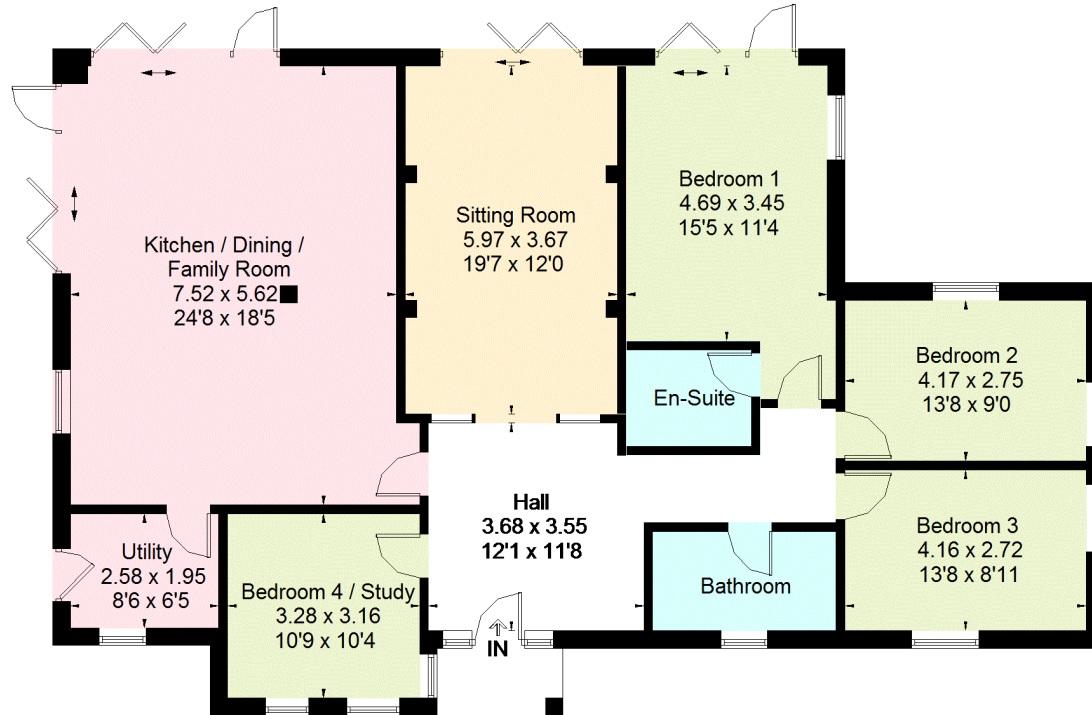 Kitchen / Dining /
Family Room
7.52 x 5.62
24'8 x 18'5
Sitting Room
5.97 x 3.67
19'7 x 12'0
Bedroom 1
4.69 x 3.45
15'5 x 11'4
En-Suite
Bedroom 2
4.17 x 2.75
13'8 x 9'0
Hall
3.68 x 3.55
12'1 x 11'8
Bedroom 3
4.16 x 2.72
13'8 x 8'11
Utility
2.58 x 1.95
8'6 x 6'5
Bedroom 4 / Study
3.28 x 3.16
10'9 x 10'4
Bathroom
IN